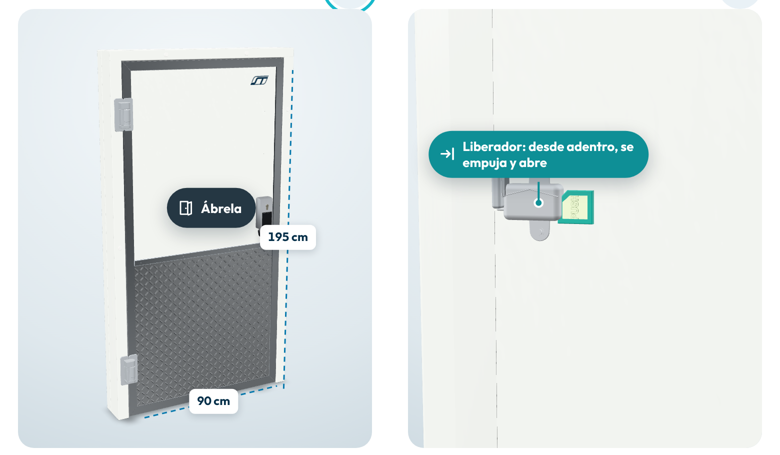 Ábrela
195 cm
90 cm
Liberador: desde adentro, se
empuja y abre